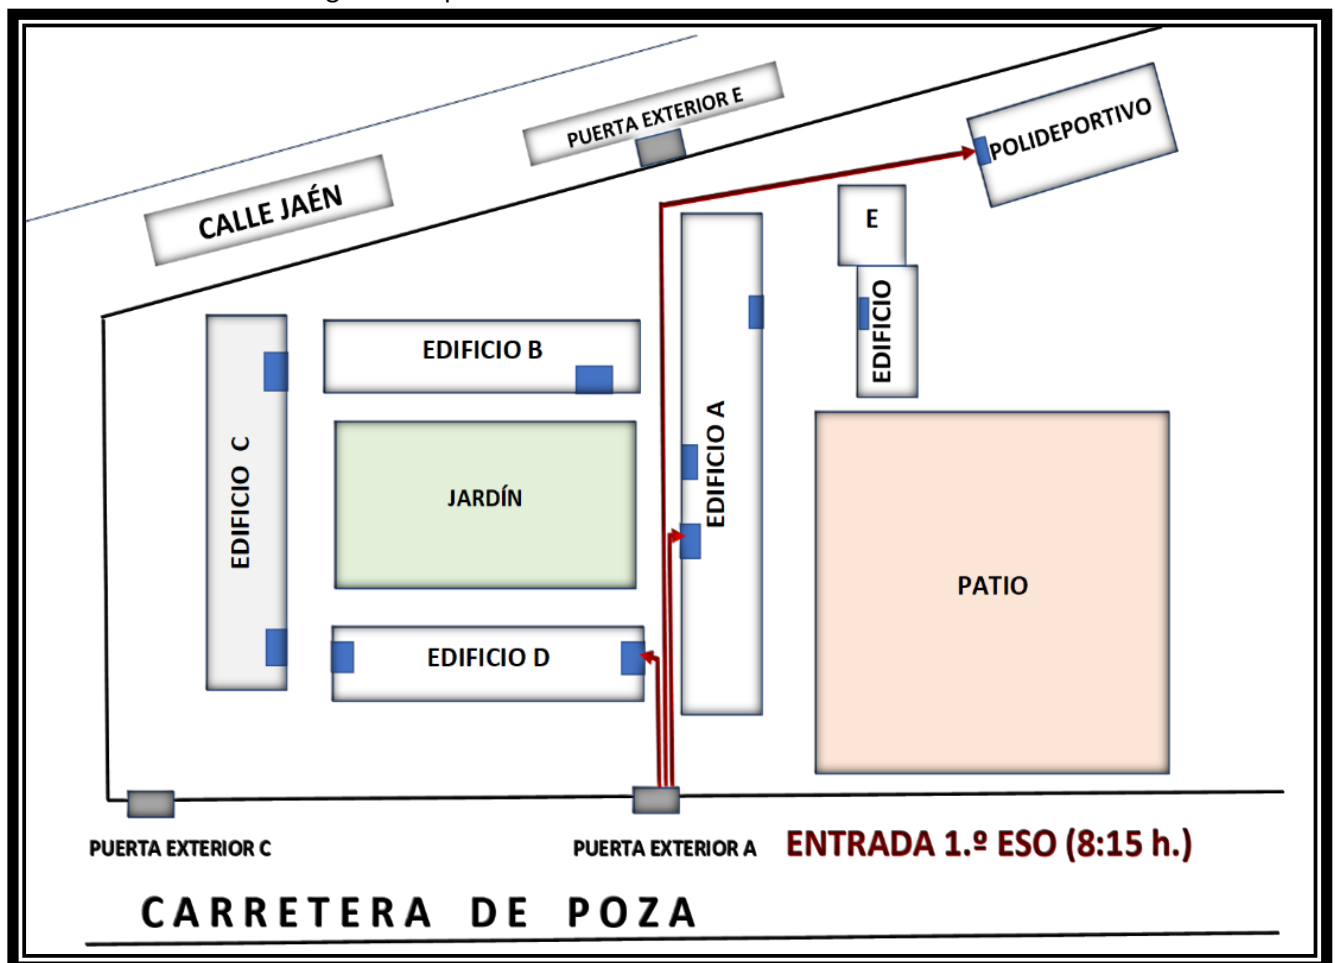 PUERTA EXTERIOR E
POLIDEPORTIVO
CALLE JAÉN
E
EDIFICIO
EDIFICIO B
EDIFICIO A
EDIFICIO C
JARDÍN
PATIO
EDIFICIO D
PUERTA EXTERIOR C
PUERTA EXTERIOR A
ENTRADA 1.º ESO (8:15 h.)
CARRETERA DE POZA